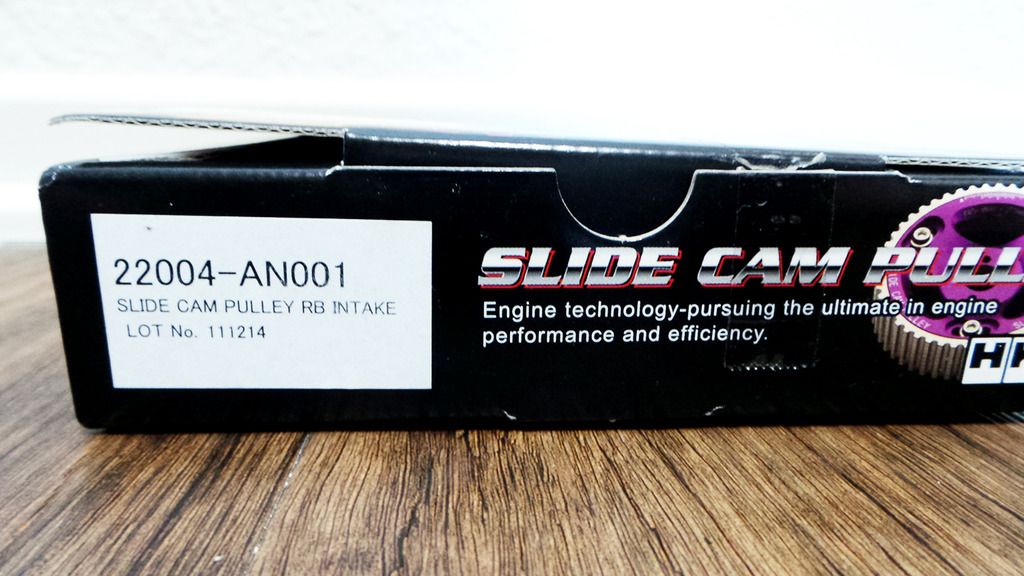 22004-AN001
SLIDE CAM PULLEY RB INTAKE
LOT No. 111214
SLIDE CAM PULL
Engine technology-pursuing the ultimate in engine
performance and efficiency.
H